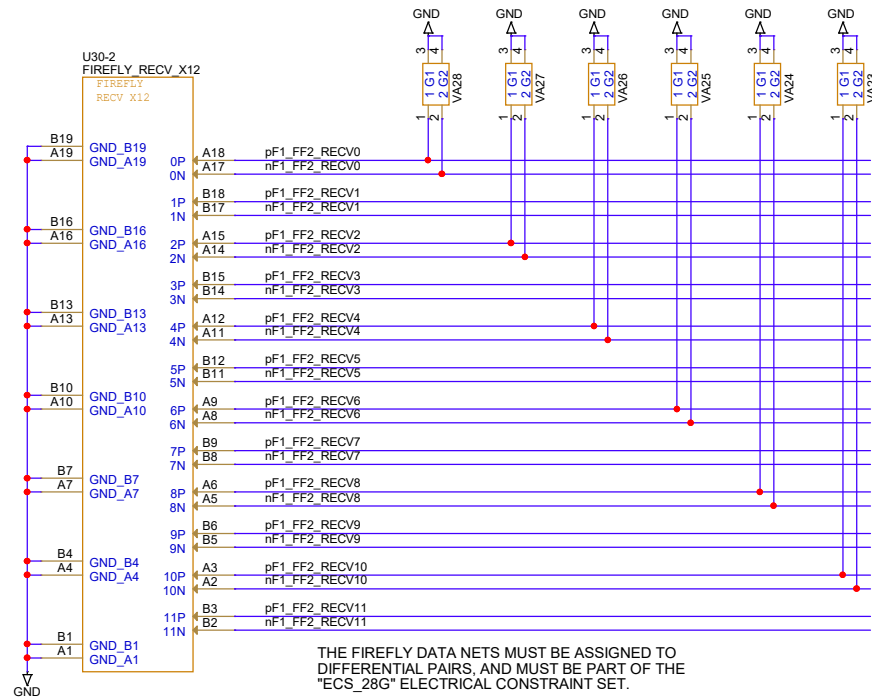 GND GND GND GND GND GND
3 4 3 4 3 4 3 4 3 4 3 4
1 G1 1 G1 1 G1 1 G1 1 G1 1 G1
2 G2 2 G2 2 G2 2 G2 2 G2 2 G2
VA28 VA27 VA26 VA25 VA24
1 2 1 2 1 2 1 2 1 2 1 2
U30-2
FIREFLY_RECV_X12
FIREFLY
RECV X12
B19 GND_B19
A19 GND_A19 0P A18 pF1_FF2_RECV0
0N A17 nF1_FF2_RECV0
1P B18 pF1_FF2_RECV1
1N B17 nF1_FF2_RECV1
B16 GND_B16
A16 GND_A16 2P A15 pF1_FF2_RECV2
2N A14 nF1_FF2_RECV2
3P B15 pF1_FF2_RECV3
3N B14 nF1_FF2_RECV3
B13 GND_B13
A13 GND_A13 4P A12 pF1_FF2_RECV4
4N A11 nF1_FF2_RECV4
5P B12 pF1_FF2_RECV5
5N B11 nF1_FF2_RECV5
B10 GND_B10
A10 GND_A10 6P A9 pF1_FF2_RECV6
6N A8 nF1_FF2_RECV6
7P B9 pF1_FF2_RECV7
7N B8 nF1_FF2_RECV7
B7 GND_B7
A7 GND_A7 8P A6 pF1_FF2_RECV8
8N A5 nF1_FF2_RECV8
9P B6 pF1_FF2_RECV9
9N B5 nF1_FF2_RECV9
B4 GND_B4
A4 GND_A4 10P A3 pF1_FF2_RECV10
10N A2 nF1_FF2_RECV10
11P B3 pF1_FF2_RECV11
11N B2 nF1_FF2_RECV11
B1 GND_B1
A1 GND_A1
GND
THE FIREFLY DATA NETS MUST BE ASSIGNED TO
DIFFERENTIAL PAIRS, AND MUST BE PART OF THE
"ECS_28G" ELECTRICAL CONSTRAINT SET.